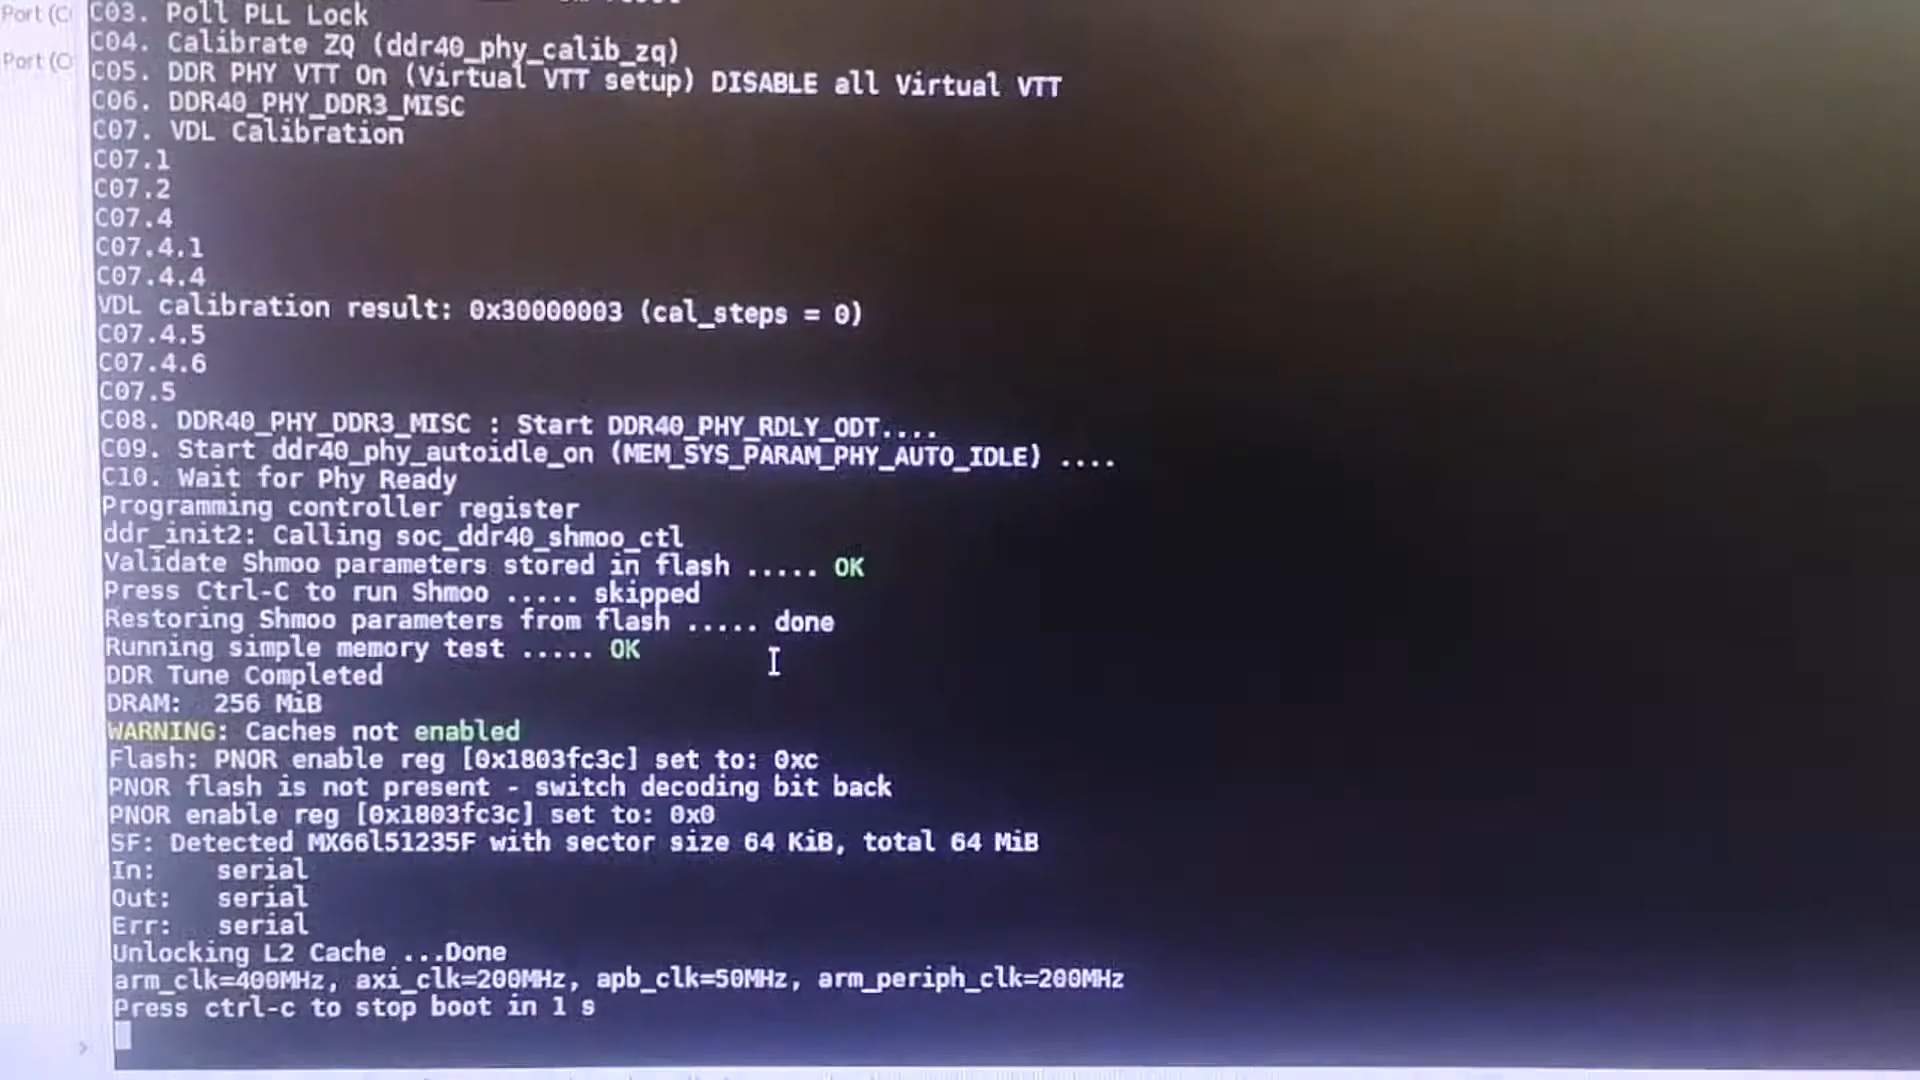 Port (C
Port (C
C03. Poll PLL Lock
C04. Calibrate ZQ (ddr40_phy_calib_zq)
C05. DDR PHY VTT On (Virtual VTT setup) DISABLE all Virtual VTT
C06. DDR40_PHY_DDR3_MISC
C07. VDL Calibration
C07.1
C07.2
C07.4
C07.4.1
C07.4.4
VDL calibration result: 0x30000003 (cal_steps = 0)
C07.4.5
C07.4.6
C07.5
C08. DDR40_PHY_DDR3_MISC : Start DDR40_PHY_RDLY_ODT....
C09. Start ddr40_phy_autoidle_on (MEM_SYS_PARAM_PHY_AUTO_IDLE) ....
C10. Wait for Phy Ready
Programming controller register
ddr_init2: Calling soc_ddr40_shmoo_ctl
Validate Shmoo parameters stored in flash ..... OK
Press Ctrl-C to run Shmoo ..... skipped
Restoring Shmoo parameters from flash ..... done
Running simple memory test ..... OK
DDR Tune Completed
DRAM:  256 MiB
WARNING: Caches not enabled
Flash: PNOR enable reg [0x1803fc3c] set to: 0xc
PNOR flash is not present - switch decoding bit back
PNOR enable reg [0x1803fc3c] set to: 0x0
SF: Detected MX66l51235F with sector size 64 KiB, total 64 MiB
In:    serial
Out:   serial
Err:   serial
Unlocking L2 Cache ...Done
arm_clk=400MHz, axi_clk=200MHz, apb_clk=50MHz, arm_periph_clk=200MHz
Press ctrl-c to stop boot in 1 s